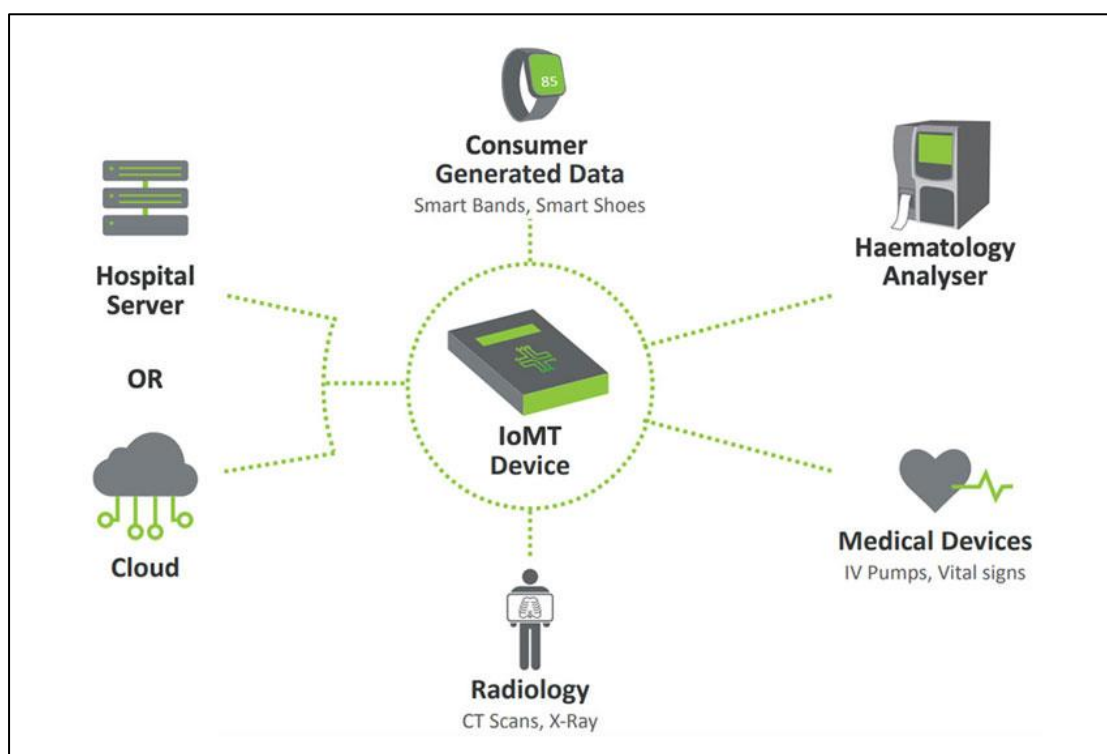 85
Consumer
Generated Data
Smart Bands, Smart Shoes
Hospital
Server
OR
Cloud
Haematology
Analyser
IoMT
Device
Medical Devices
IV Pumps, Vital signs
Radiology
CT Scans, X-Ray